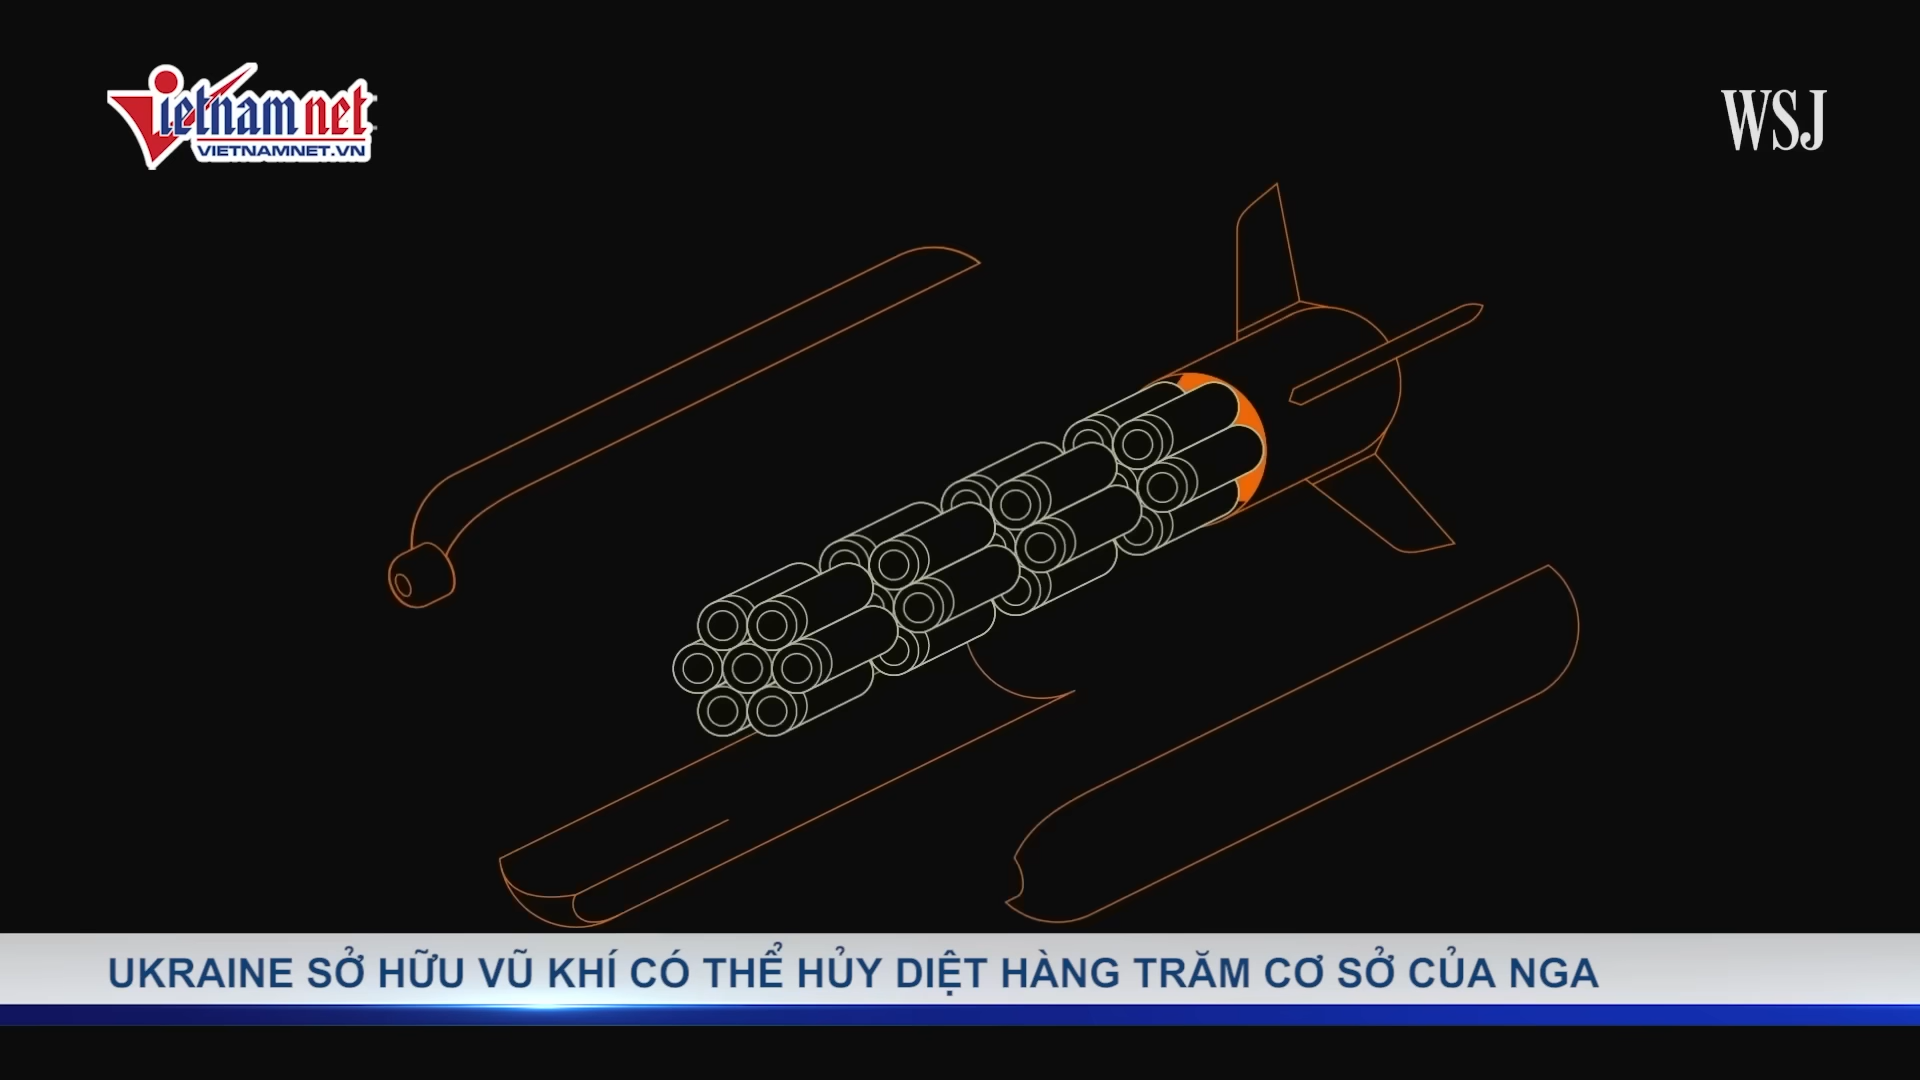 Vietnamnet
VIETNAMNET.VN
WSJ
UKRAINE SỞ HỮU VŨ KHÍ CÓ THỂ HỦY DIỆT HÀNG TRĂM CƠ SỞ CỦA NGA